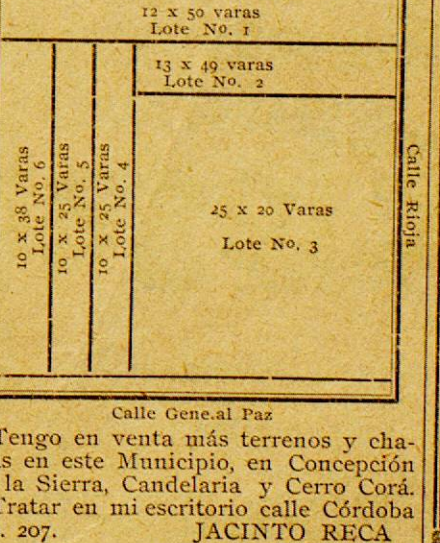 12 x 50 varas
Lote No. 1
13 x 49 varas
Lote No. 2
10 x 38 Varas
Lote No. 6
10 x 25 Varas
Lote No. 5
10 x 25 Varas
Lote No. 4
25 x 20 Varas
Lote No. 3
Calle Rioja
Calle Gene.al Paz
Tengo en venta más terrenos y cha-
s en este Municipio, en Concepción
la Sierra, Candelaria y Cerro Corá.
Tratar en mi escritorio calle Córdoba
. 207. JACINTO RECA